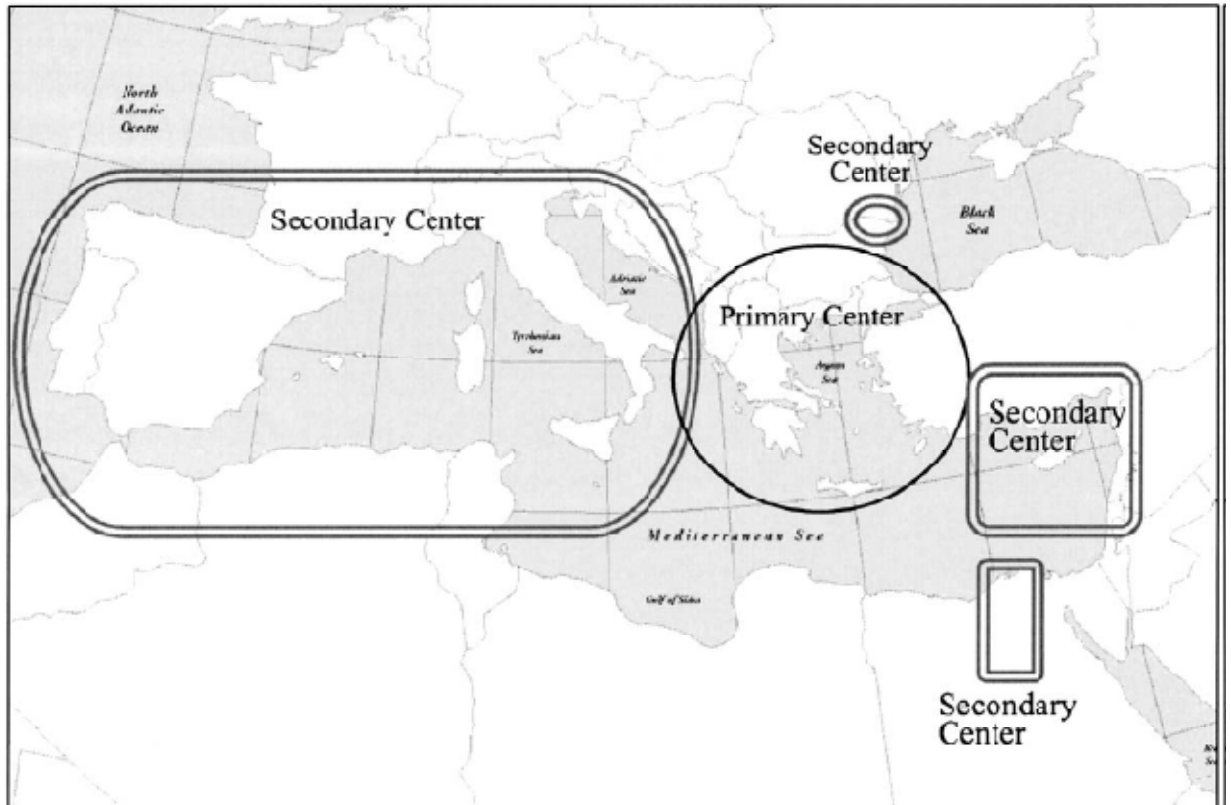 North
Atlantic
Ocean
Secondary
Center
Secondary Center
Black
Sea
Adriatic
Sea
Primary Center
Tyrrhenian
Sea
Aegean
Sea
Secondary
Center
Mediterranean Sea
Gulf of Sidra
Secondary
Center